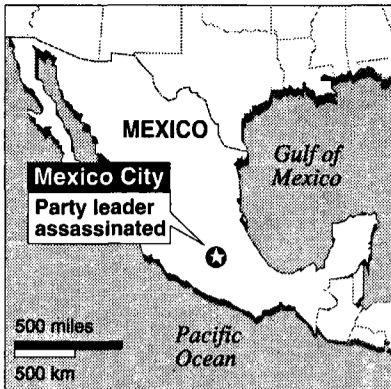 MEXICO
Gulf of
Mexico
Mexico City
Party leader
assassinated
500 miles
500 km
Pacific
Ocean